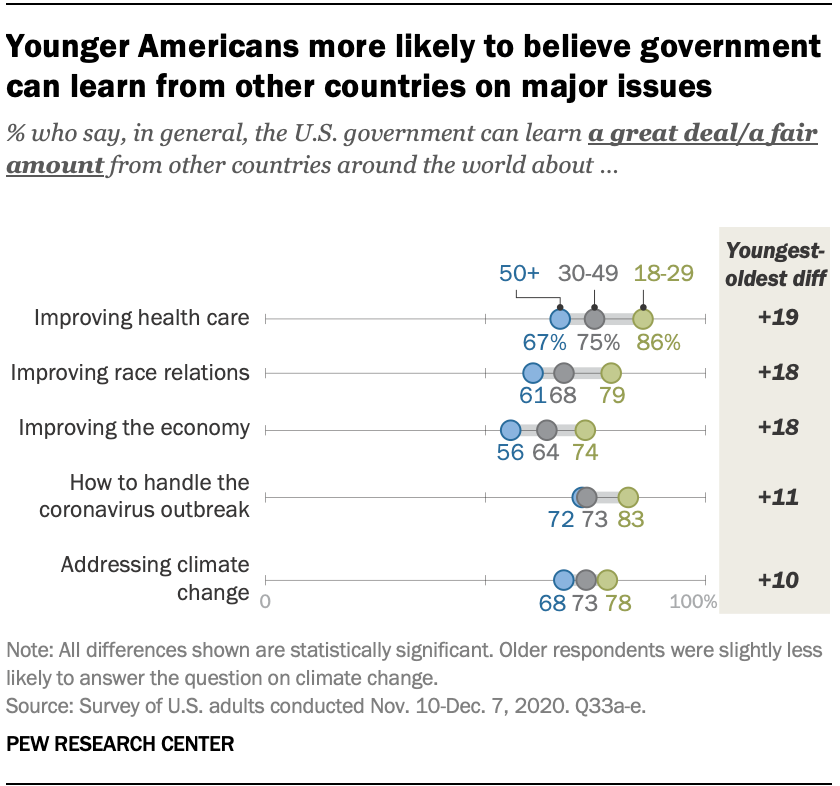 Younger Americans more likely to believe government
can learn from other countries on major issues
% who say, in general, the U.S. government can learn a great deal/a fair
amount from other countries around the world about ...
Youngest-
oldest diff
50+ 30-49 18-29
Improving health care +19
67% 75% 86%
Improving race relations +18
61 68 79
Improving the economy +18
56 64 74
How to handle the
coronavirus outbreak +11
72 73 83
Addressing climate
change +10
0 68 73 78 100%
Note: All differences shown are statistically significant. Older respondents were slightly less
likely to answer the question on climate change.
Source: Survey of U.S. adults conducted Nov. 10-Dec. 7, 2020. Q33a-e.
PEW RESEARCH CENTER